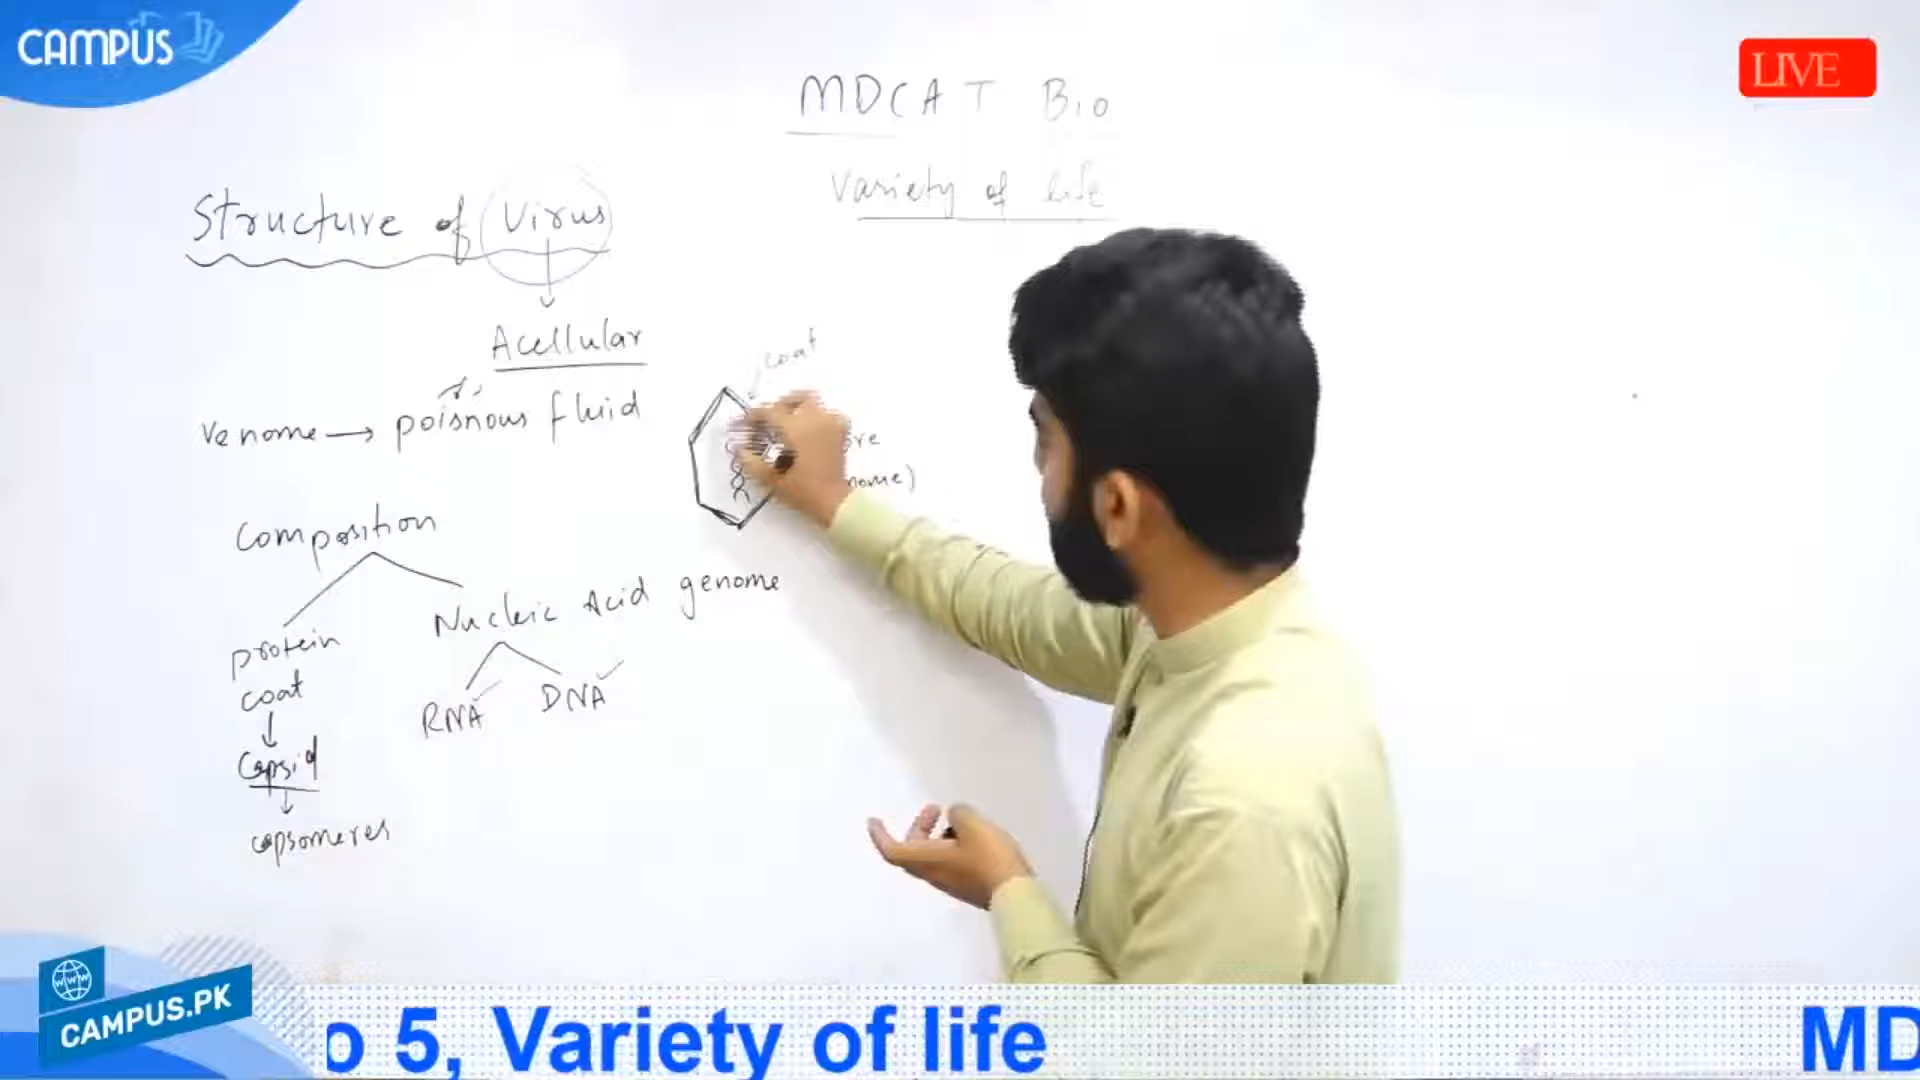 CAMPUS
LIVE
MDCAT Bio
Variety of life
Structure of Virus
Acellular
Venome → poisnous fluid
coat
Composition
protein
coat
Capsid
capsomeres
Nucleic Acid genome
RNA DNA
WWW
CAMPUS.PK
o 5, Variety of life
MD